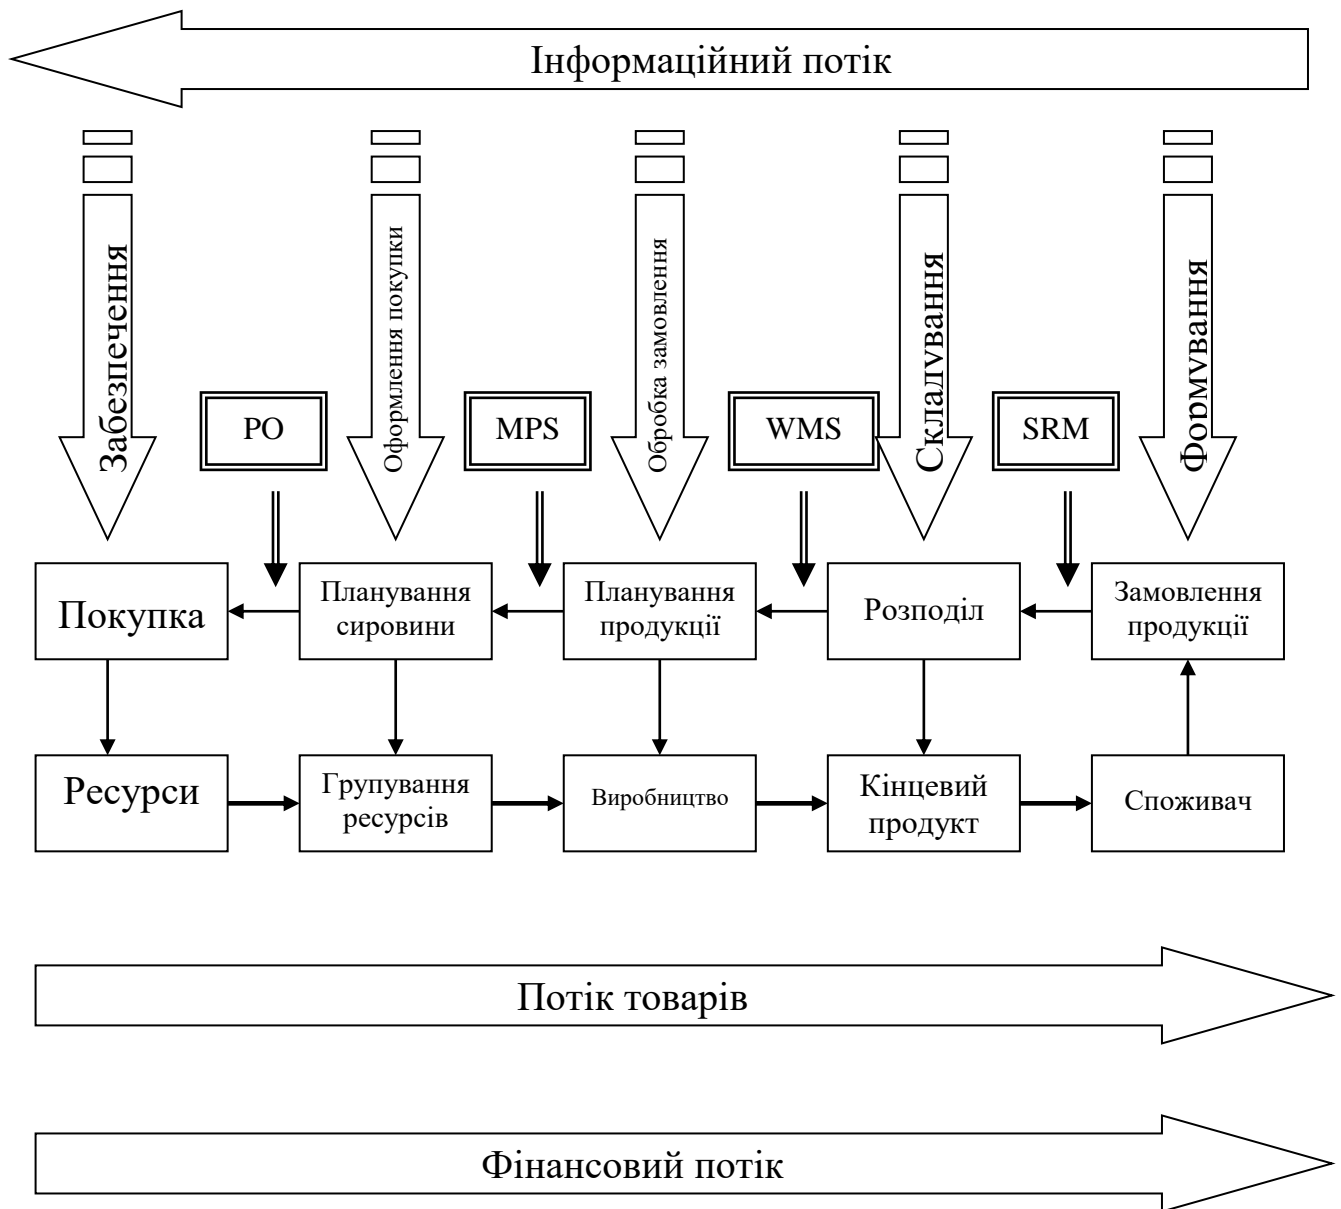 Інформаційний потік
Забезпечення
Оформлення покупки
Обробка замовлення
Складування
Формування
PO
MPS
WMS
SRM
Покупка
Планування
сировини
Планування
продукції
Розподіл
Замовлення
продукції
Ресурси
Групування
ресурсів
Виробництво
Кінцевий
продукт
Споживач
Потік товарів
Фінансовий потік